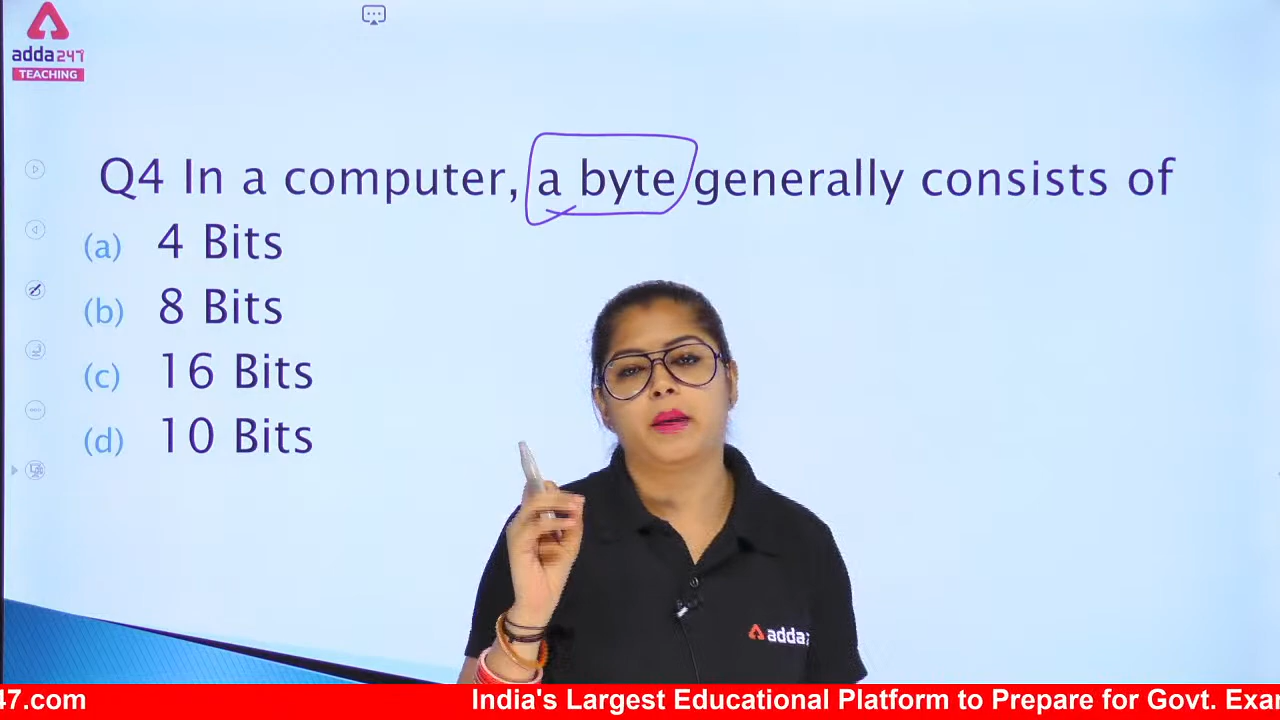 adda247
TEACHING
Q4 In a computer, a byte generally consists of
(a) 4 Bits
(b) 8 Bits
(c) 16 Bits
(d) 10 Bits
adda
47.com India's Largest Educational Platform to Prepare for Govt. Exa